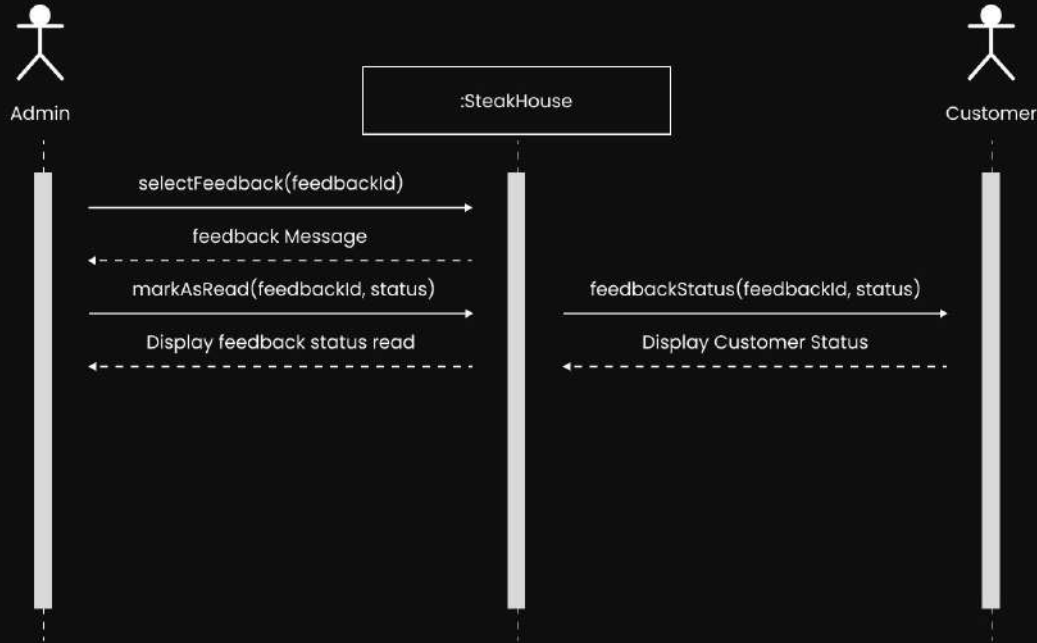 Admin
:SteakHouse
Customer
selectFeedback(feedbackId)
feedback Message
markAsRead(feedbackId, status)
feedbackStatus(feedbackId, status)
Display feedback status read
Display Customer Status